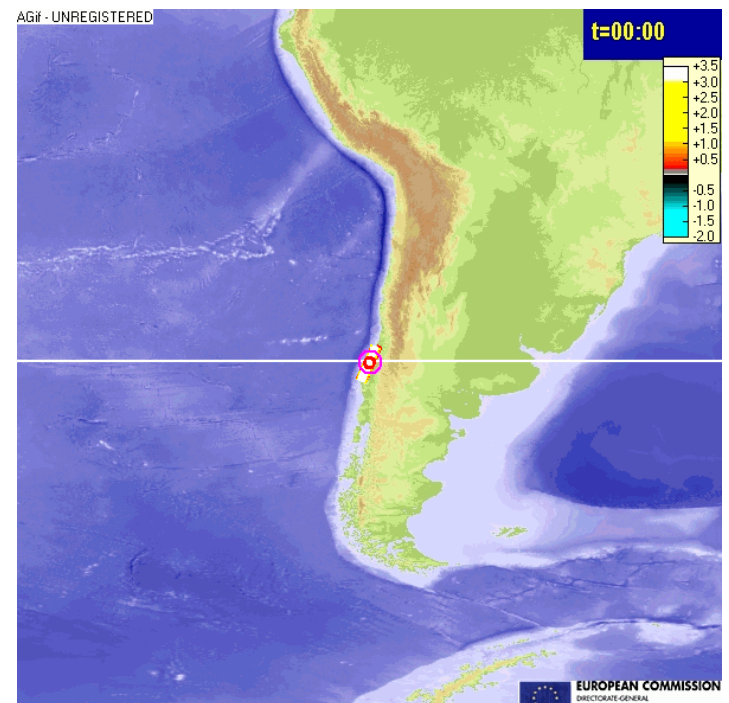 AGif - UNREGISTERED
t=00:00
+3.5
+3.0
+2.5
+2.0
+1.5
+1.0
+0.5
-0.5
-1.0
-1.5
-2.0
EUROPEAN COMMISSION
DIRECTORATE-GENERAL